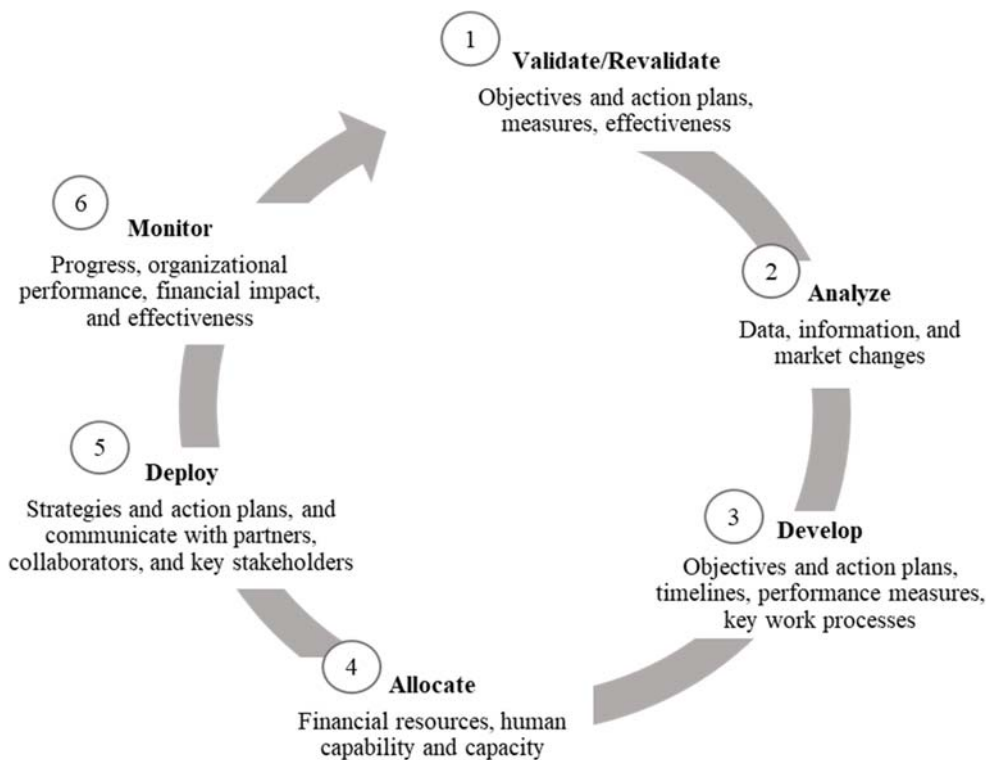 1
Validate/Revalidate
Objectives and action plans,
measures, effectiveness
2
Analyze
Data, information, and
market changes
3
Develop
Objectives and action plans,
timelines, performance measures,
key work processes
4
Allocate
Financial resources, human
capability and capacity
5
Deploy
Strategies and action plans, and
communicate with partners,
collaborators, and key stakeholders
6
Monitor
Progress, organizational
performance, financial impact,
and effectiveness